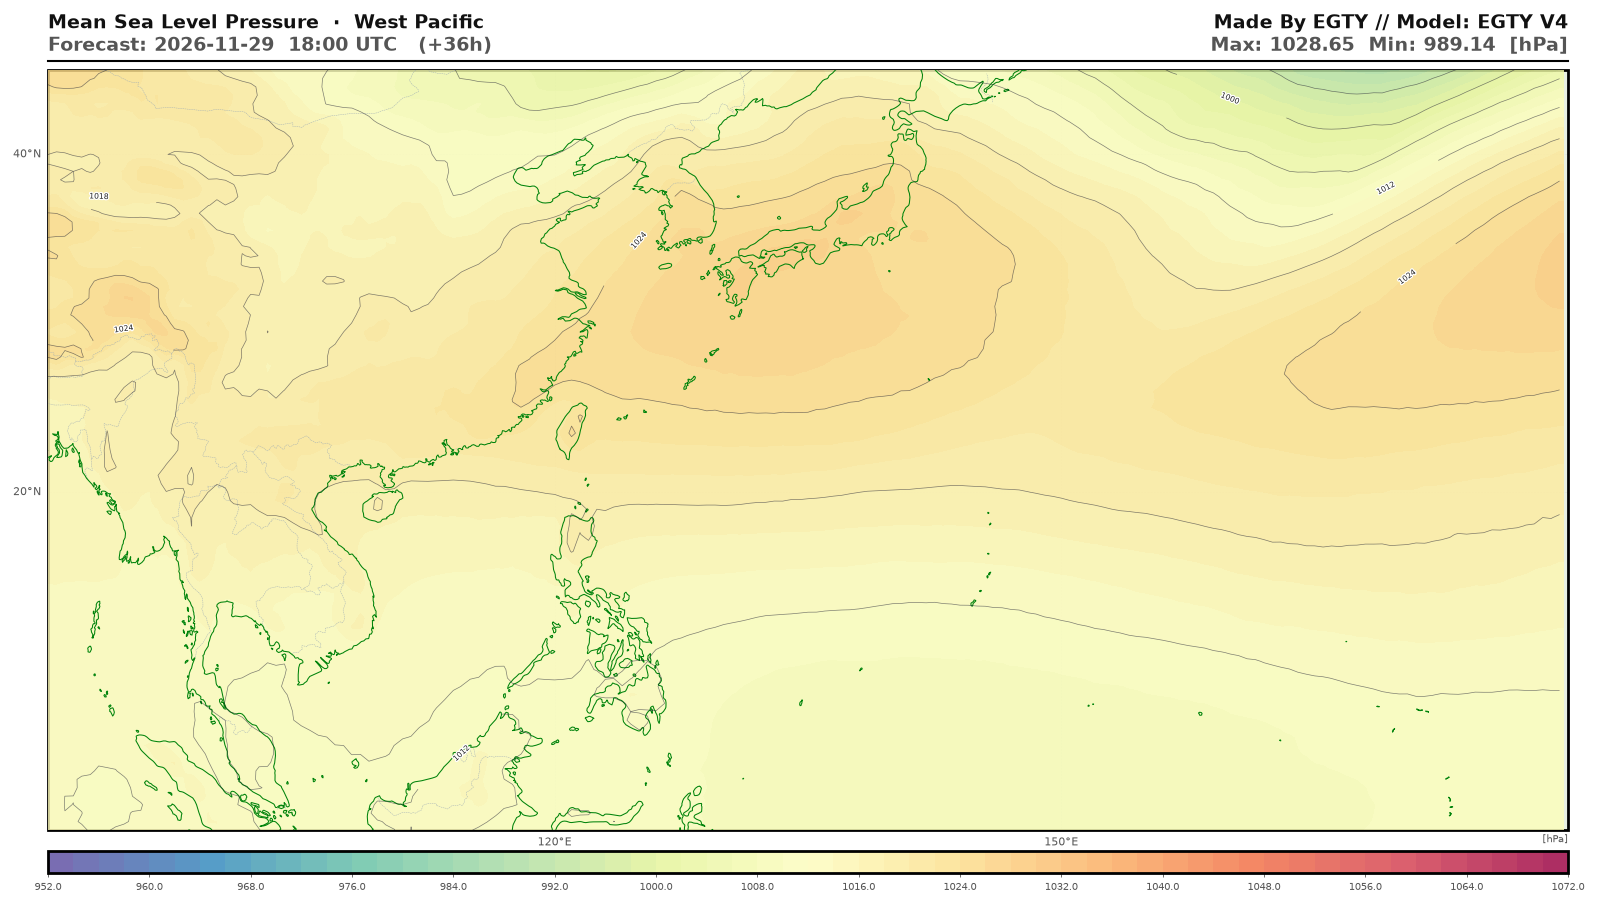 Mean Sea Level Pressure · West Pacific
Made By EGTY // Model: EGTY V4
Forecast: 2026-11-29 18:00 UTC (+36h)
Max: 1028.65 Min: 989.14 [hPa]
1000
40°N
1012
1018
1024
1024
1024
20°N
1012
120°E
150°E
[hPa]
952.0 960.0 968.0 976.0 984.0 992.0 1000.0 1008.0 1016.0 1024.0 1032.0 1040.0 1048.0 1056.0 1064.0 1072.0